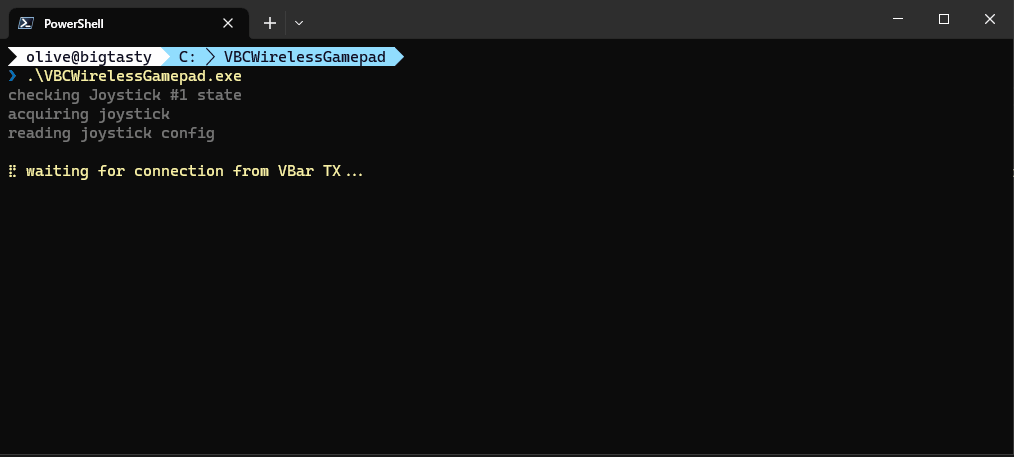 PowerShell
olive@bigtasty C: VBCWirelessGamepad
❯ .\VBCWirelessGamepad.exe
checking Joystick #1 state
acquiring joystick
reading joystick config
⣟ waiting for connection from VBar TX...